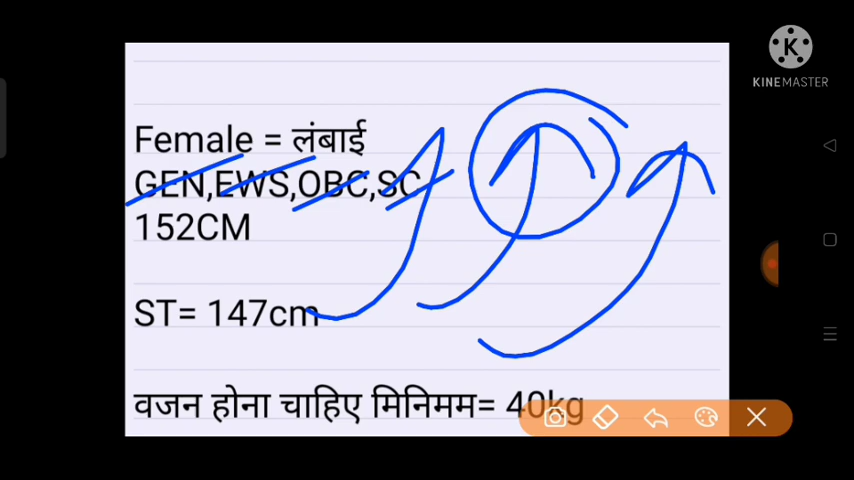 K
KINEMASTER
Female = लंबाई
GEN,EWS,OBC,SC
152CM
ST= 147cm
वजन होना चाहिए मिनिमम= 40kg